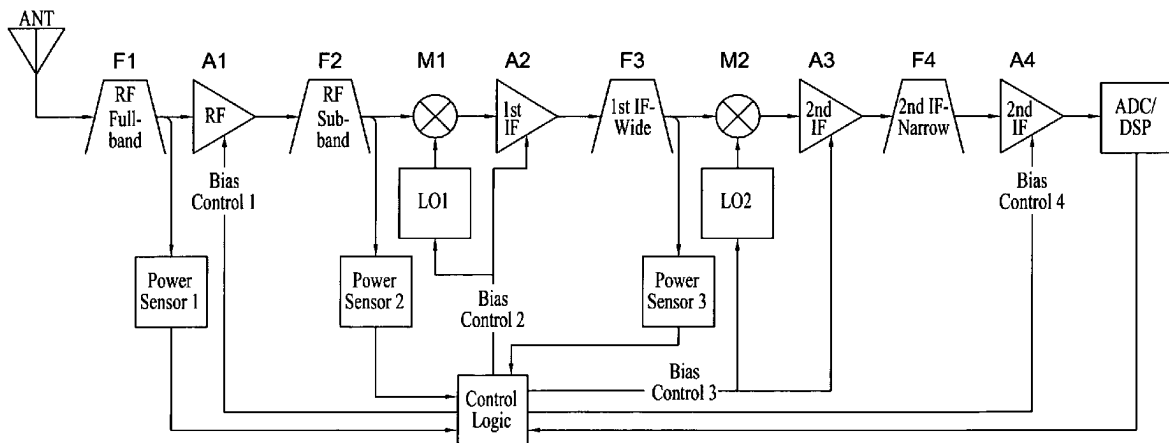 ANT
F1
A1
F2
M1
A2
F3
M2
A3
F4
A4
RF
Full-
band
RF
RF
Sub-
band
1st
IF
1st IF-
Wide
2nd
IF
2nd IF-
Narrow
2nd
IF
ADC/
DSP
Bias
Control 1
LO1
LO2
Bias
Control 4
Power
Sensor 1
Power
Sensor 2
Bias
Control 2
Power
Sensor 3
Control
Logic
Bias
Control 3